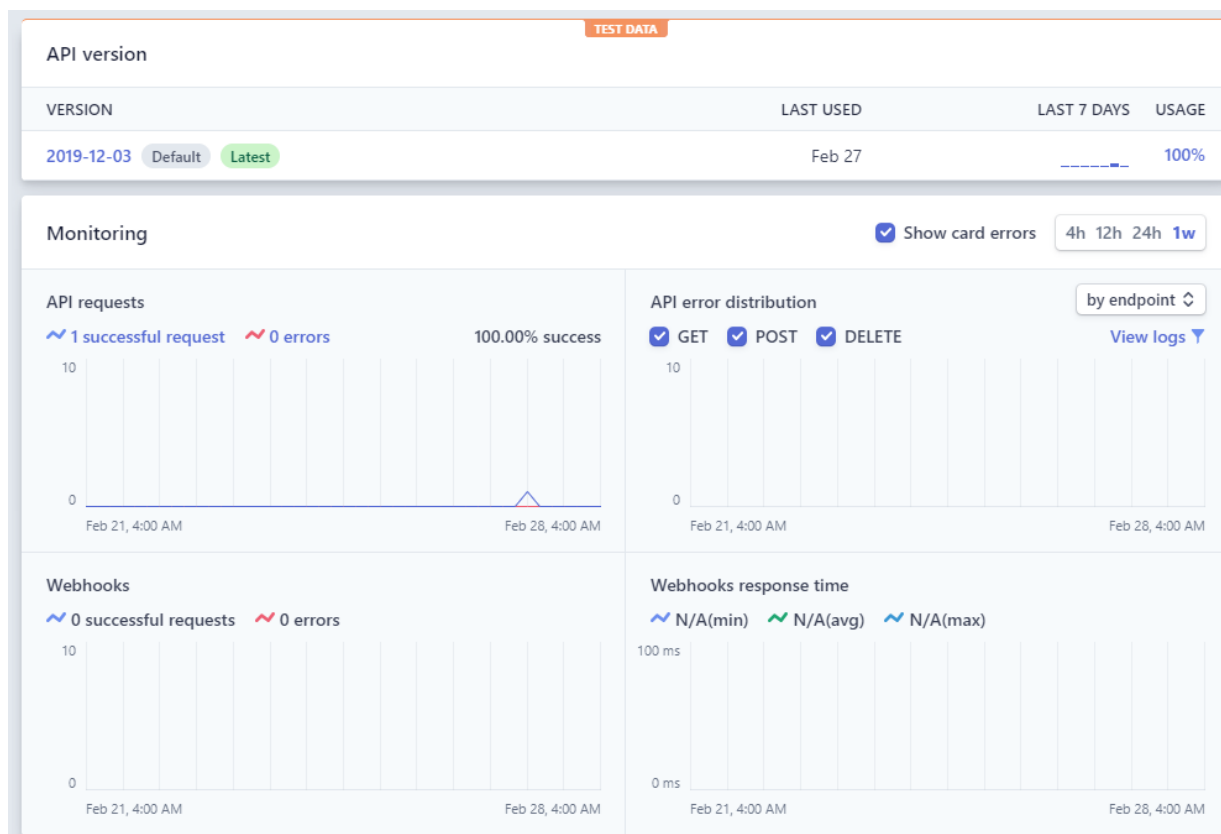 TEST DATA
API version
VERSION LAST USED LAST 7 DAYS USAGE
2019-12-03 Default Latest Feb 27 100%
Monitoring Show card errors 4h 12h 24h 1w
API requests
1 successful request 0 errors 100.00% success
10
0
Feb 21, 4:00 AM Feb 28, 4:00 AM
API error distribution by endpoint
GET POST DELETE View logs
10
0
Feb 21, 4:00 AM Feb 28, 4:00 AM
Webhooks
0 successful requests 0 errors
10
0
Feb 21, 4:00 AM Feb 28, 4:00 AM
Webhooks response time
N/A(min) N/A(avg) N/A(max)
100 ms
0 ms
Feb 21, 4:00 AM Feb 28, 4:00 AM